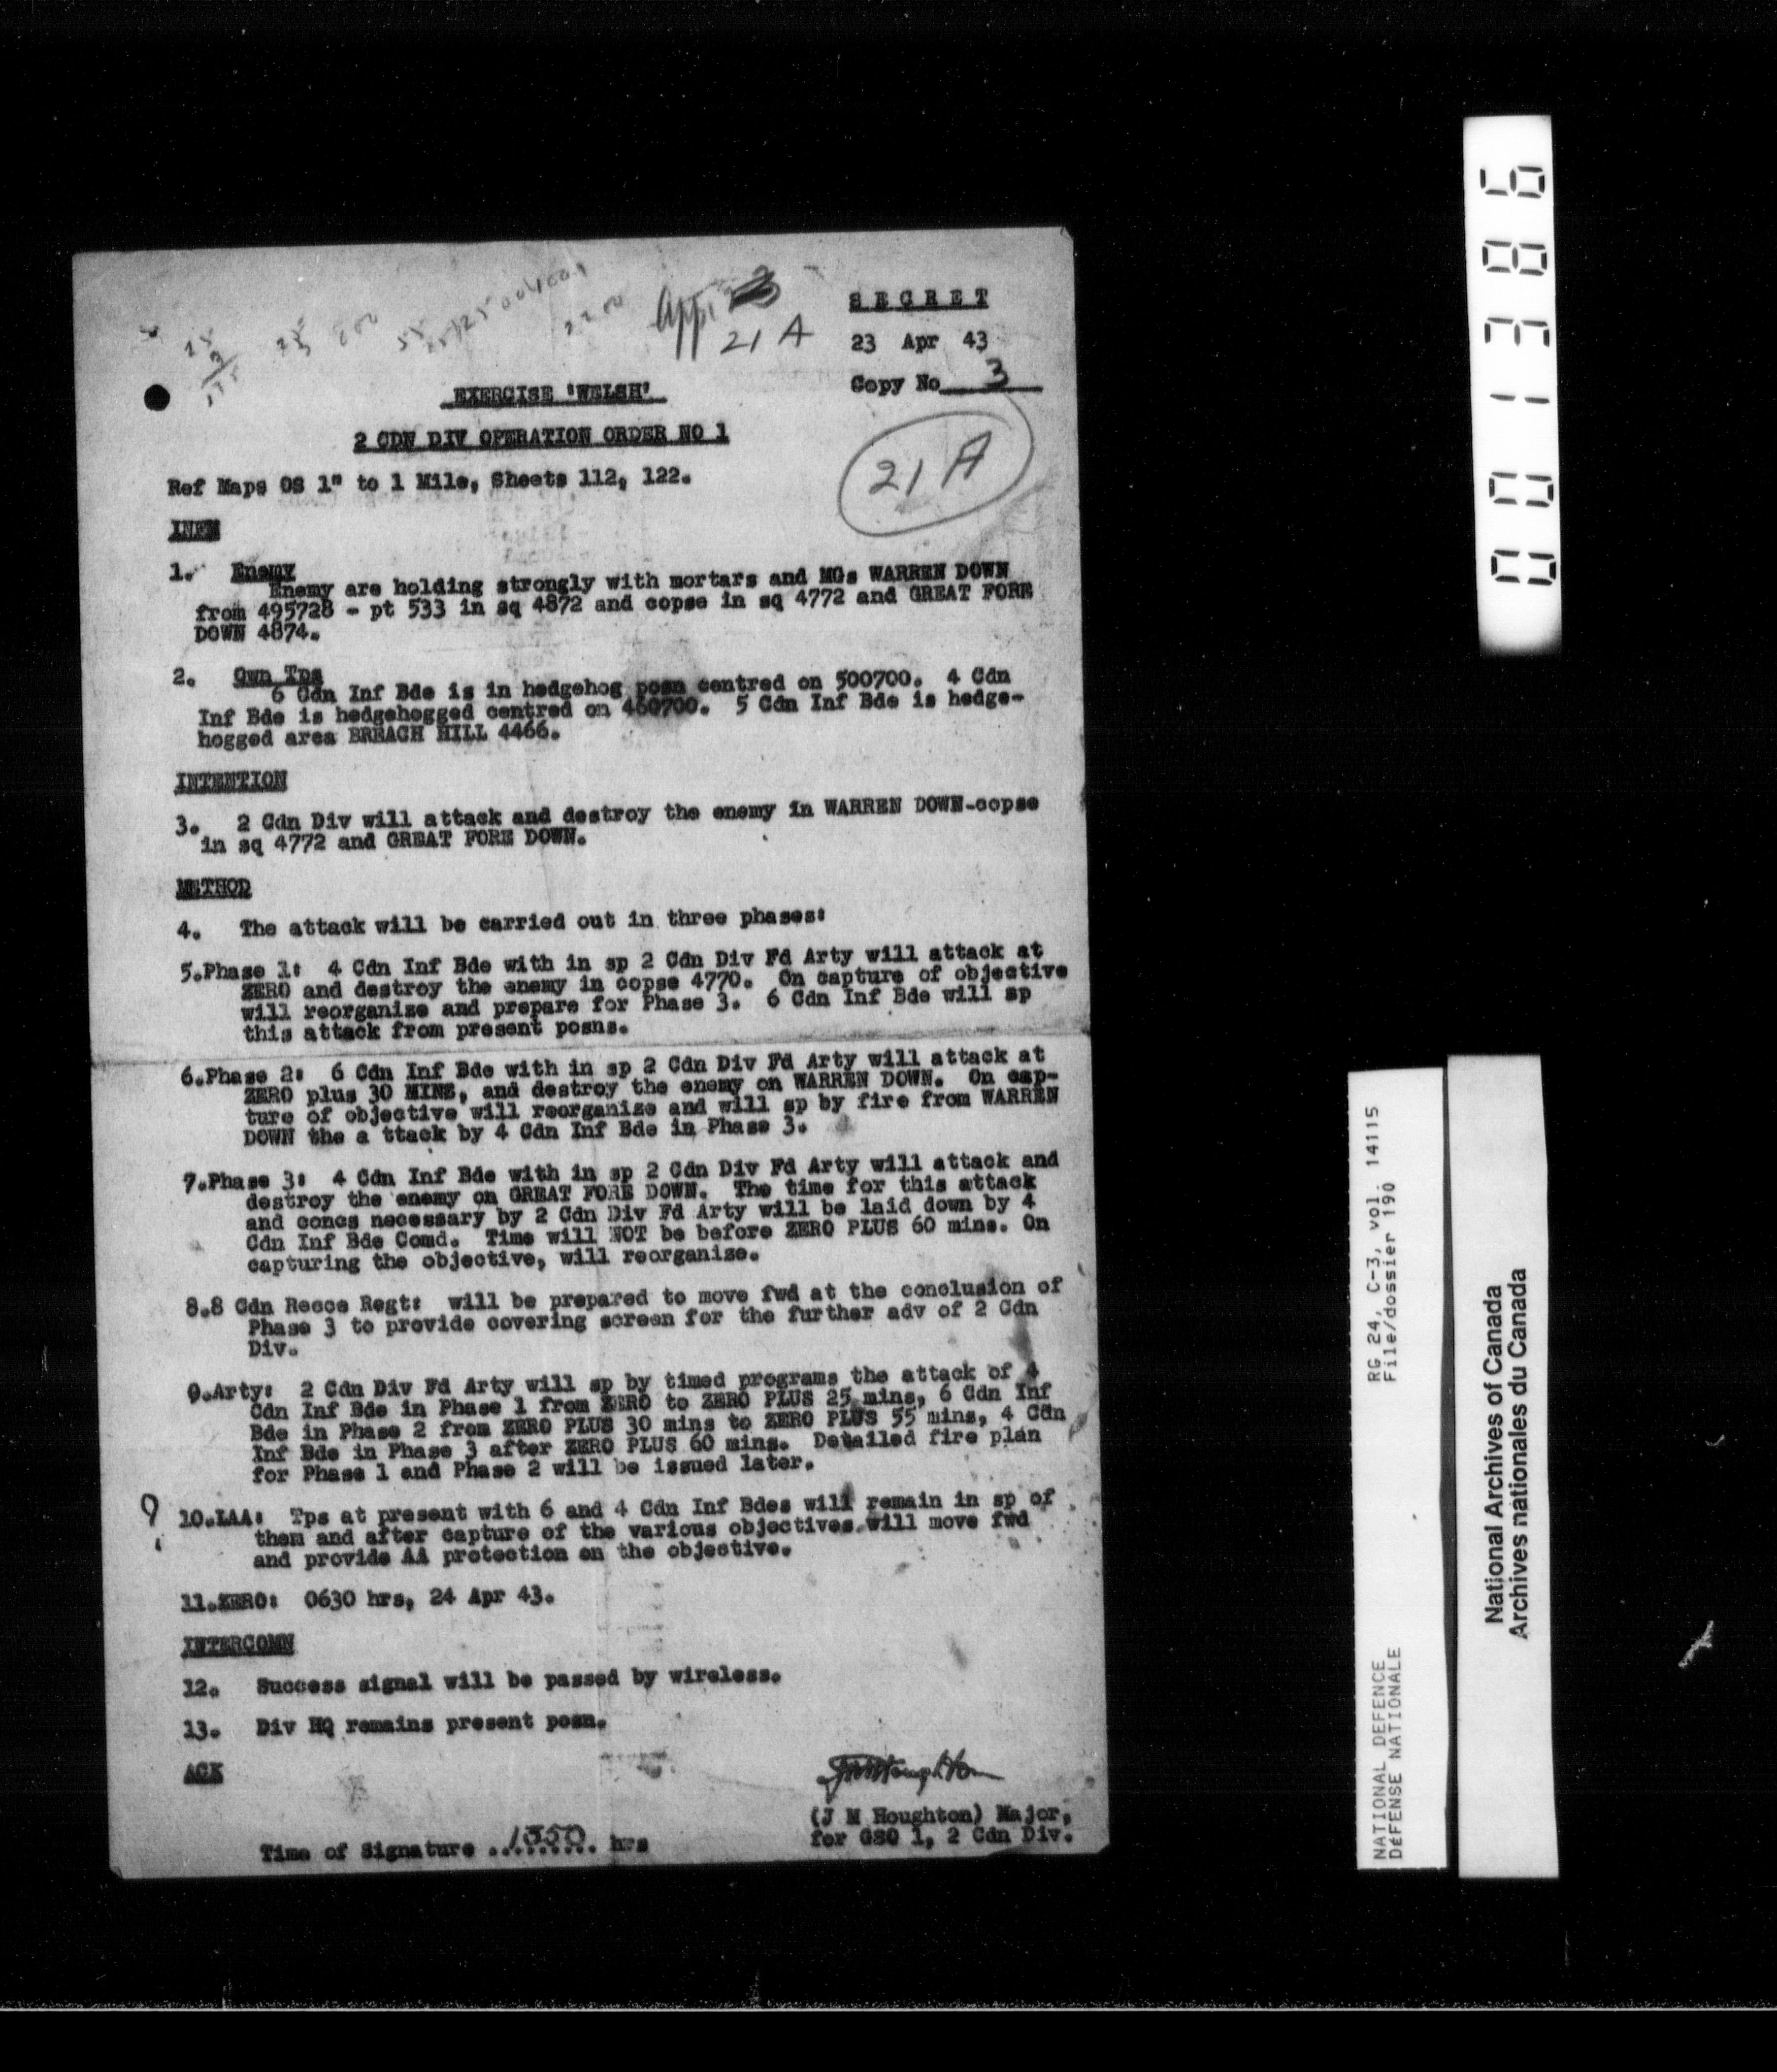 App. 
21 A
SECRET
23 Apr 43
Copy No 3
EXERCISE 'WELSH'
2 CDN DIV OPERATION ORDER NO 1
21 A
Ref Maps OS 1" to 1 Mile, Sheets 112, 122.
INFM
1. Enemy
Enemy are holding strongly with mortars and MGs WARREN DOWN
from 495728 - pt 533 in sq 4872 and copse in sq 4772 and GREAT FORE
DOWN 4874.
2. Own Tps
6 Cdn Inf Bde is in hedgehog posn centred on 500700. 4 Cdn
Inf Bde is hedgehogged centred on 460700. 5 Cdn Inf Bde is hedge-
hogged area BREACH HILL 4466.
INTENTION
3. 2 Cdn Div will attack and destroy the enemy in WARREN DOWN-copse
in sq 4772 and GREAT FORE DOWN.
METHOD
4. The attack will be carried out in three phases:
5.Phase 1: 4 Cdn Inf Bde with in sp 2 Cdn Div Fd Arty will attack at
ZERO and destroy the enemy in copse 4770. On capture of objective
will reorganize and prepare for Phase 3. 6 Cdn Inf Bde will sp
this attack from present posns.
6.Phase 2: 6 Cdn Inf Bde with in sp 2 Cdn Div Fd Arty will attack at
ZERO plus 30 MINS, and destroy the enemy on WARREN DOWN. On cap-
ture of objective will reorganize and will sp by fire from WARREN
DOWN the a ttack by 4 Cdn Inf Bde in Phase 3.
7.Phase 3: 4 Cdn Inf Bde with in sp 2 Cdn Div Fd Arty will attack and
destroy the enemy on GREAT FORE DOWN. The time for this attack
and concs necessary by 2 Cdn Div Fd Arty will be laid down by 4
Cdn Inf Bde Comd. Time will NOT be before ZERO PLUS 60 mins. On
capturing the objective, will reorganize.
8.8 Cdn Recce Regt: will be prepared to move fwd at the conclusion of
Phase 3 to provide covering screen for the further adv of 2 Cdn
Div.
9.Arty: 2 Cdn Div Fd Arty will sp by timed programs the attack of 4
Cdn Inf Bde in Phase 1 from ZERO to ZERO PLUS 25 mins, 6 Cdn Inf
Bde in Phase 2 from ZERO PLUS 30 mins to ZERO PLUS 55 mins, 4 Cdn
Inf Bde in Phase 3 after ZERO PLUS 60 mins. Detailed fire plan
for Phase 1 and Phase 2 will be issued later.
10.LAA: Tps at present with 6 and 4 Cdn Inf Bdes will remain in sp of
them and after capture of the various objectives will move fwd
and provide AA protection on the objective.
11.ZERO: 0630 hrs, 24 Apr 43.
INTERCOMN
12. Success signal will be passed by wireless.
13. Div HQ remains present posn.
ACK
(J M Houghton) Major,
for GSO 1, 2 Cdn Div.
Time of Signature ..1350.. hrs
001386
RG 24, C-3, vol. 14115
File/dossier 190
NATIONAL DEFENCE
DÉFENSE NATIONALE
National Archives of Canada
Archives nationales du Canada